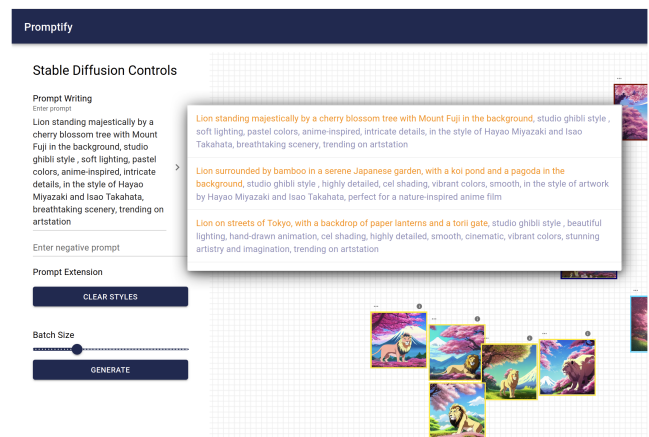 Promptify
Stable Diffusion Controls
Prompt Writing
Enter prompt
Lion standing majestically by a
cherry blossom tree with Mount
Fuji in the background, studio
ghibli style , soft lighting, pastel
colors, anime-inspired, intricate
details, in the style of Hayao
Miyazaki and Isao Takahata,
breathtaking scenery, trending on
artstation
Enter negative prompt
Prompt Extension
CLEAR STYLES
Batch Size
GENERATE
Lion standing majestically by a cherry blossom tree with Mount Fuji in the background, studio ghibli style ,
soft lighting, pastel colors, anime-inspired, intricate details, in the style of Hayao Miyazaki and Isao
Takahata, breathtaking scenery, trending on artstation
Lion surrounded by bamboo in a serene Japanese garden, with a koi pond and a pagoda in the
background, studio ghibli style , highly detailed, cel shading, vibrant colors, smooth, in the style of artwork
by Hayao Miyazaki and Isao Takahata, perfect for a nature-inspired anime film
Lion on streets of Tokyo, with a backdrop of paper lanterns and a torii gate, studio ghibli style , beautiful
lighting, hand-drawn animation, cel shading, highly detailed, smooth, cinematic, vibrant colors, stunning
artistry and imagination, trending on artstation